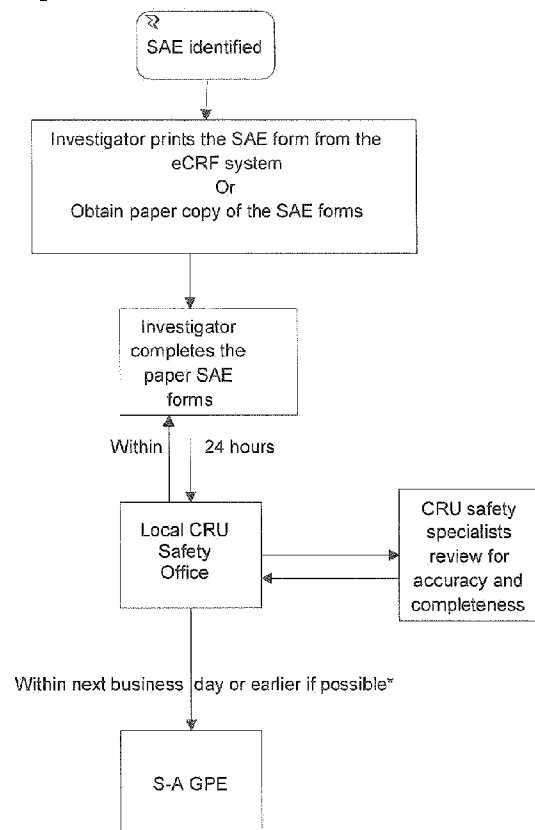 SAE identified
Investigator prints the SAE form from the
eCRF system
Or
Obtain paper copy of the SAE forms
Investigator
completes the
paper SAE
forms
Within 24 hours
Local CRU
Safety
Office
CRU safety
specialists
review for
accuracy and
completeness
Within next business day or earlier if possible*
S-A GPE